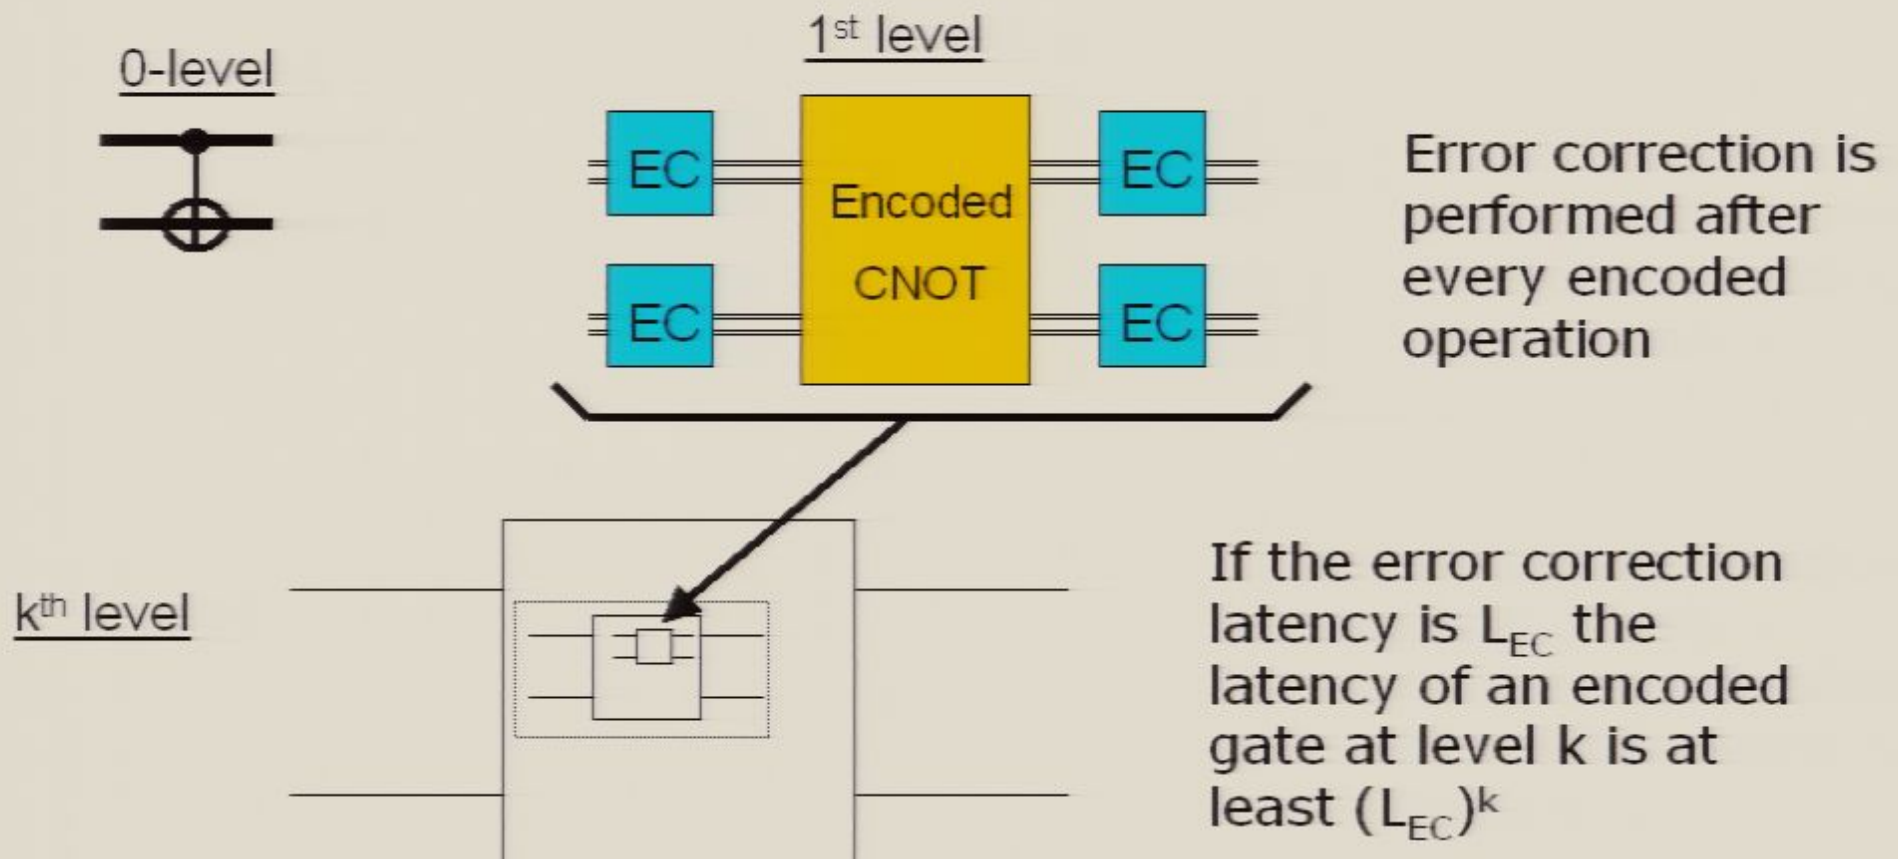 0-level
1st level
EC
EC
Encoded
CNOT
EC
EC
Error correction is
performed after
every encoded
operation
kth level
If the error correction
latency is LEC the
latency of an encoded
gate at level k is at
least (LEC)k